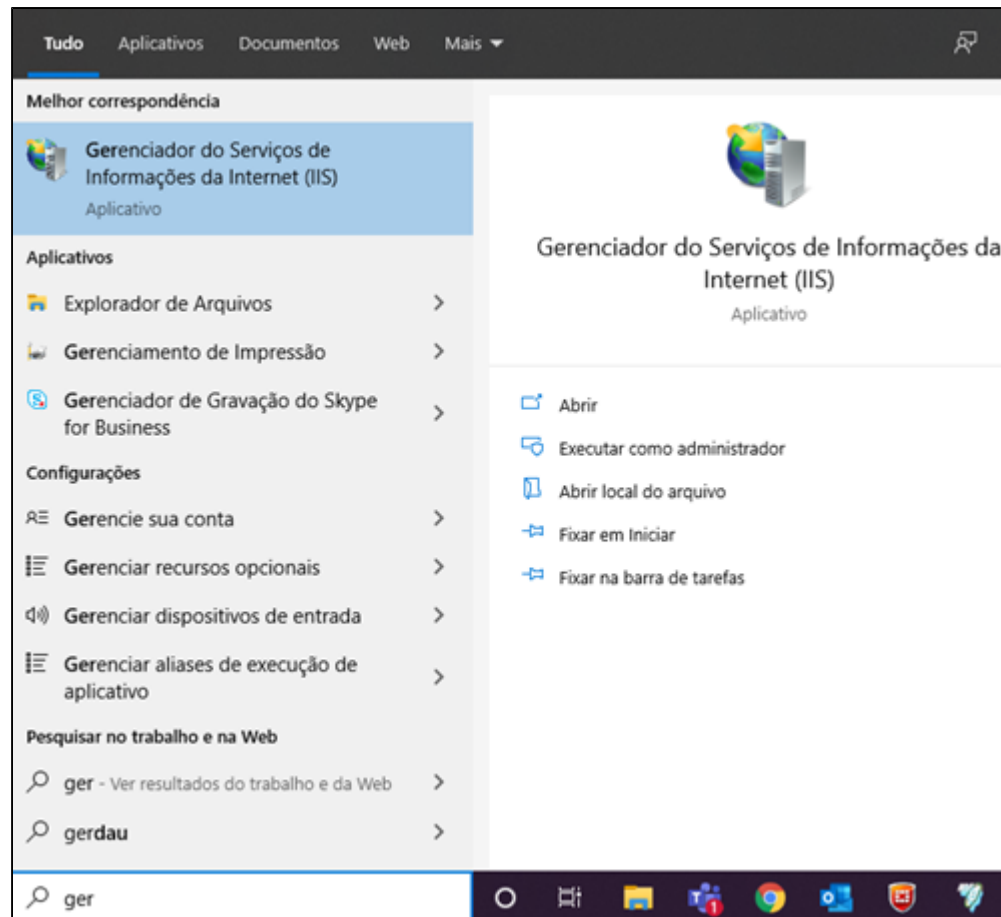 Tudo Aplicativos Documentos Web Mais
Melhor correspondência
Gerenciador do Serviços de
Informações da Internet (IIS)
Aplicativo
Aplicativos
Explorador de Arquivos
Gerenciamento de Impressão
Gerenciador de Gravação do Skype
for Business
Configurações
Gerencie sua conta
Gerenciar recursos opcionais
Gerenciar dispositivos de entrada
Gerenciar aliases de execução de
aplicativo
Pesquisar no trabalho e na Web
ger - Ver resultados do trabalho e da Web
gerdau
ger
Gerenciador do Serviços de Informações da
Internet (IIS)
Aplicativo
Abrir
Executar como administrador
Abrir local do arquivo
Fixar em Iniciar
Fixar na barra de tarefas
1